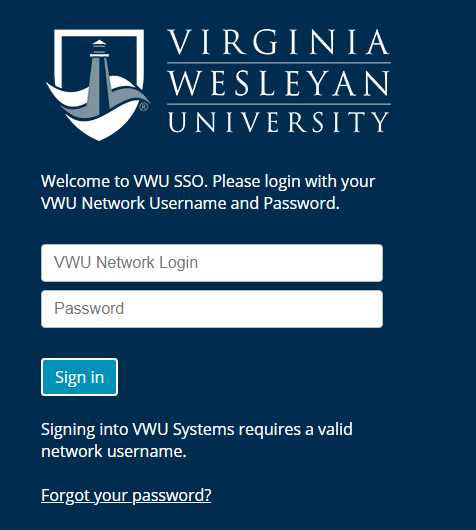 VIRGINIA
WESLEYAN
UNIVERSITY
®
Welcome to VWU SSO. Please login with your
VWU Network Username and Password.
VWU Network Login
Password
Sign in
Signing into VWU Systems requires a valid
network username.
Forgot your password?